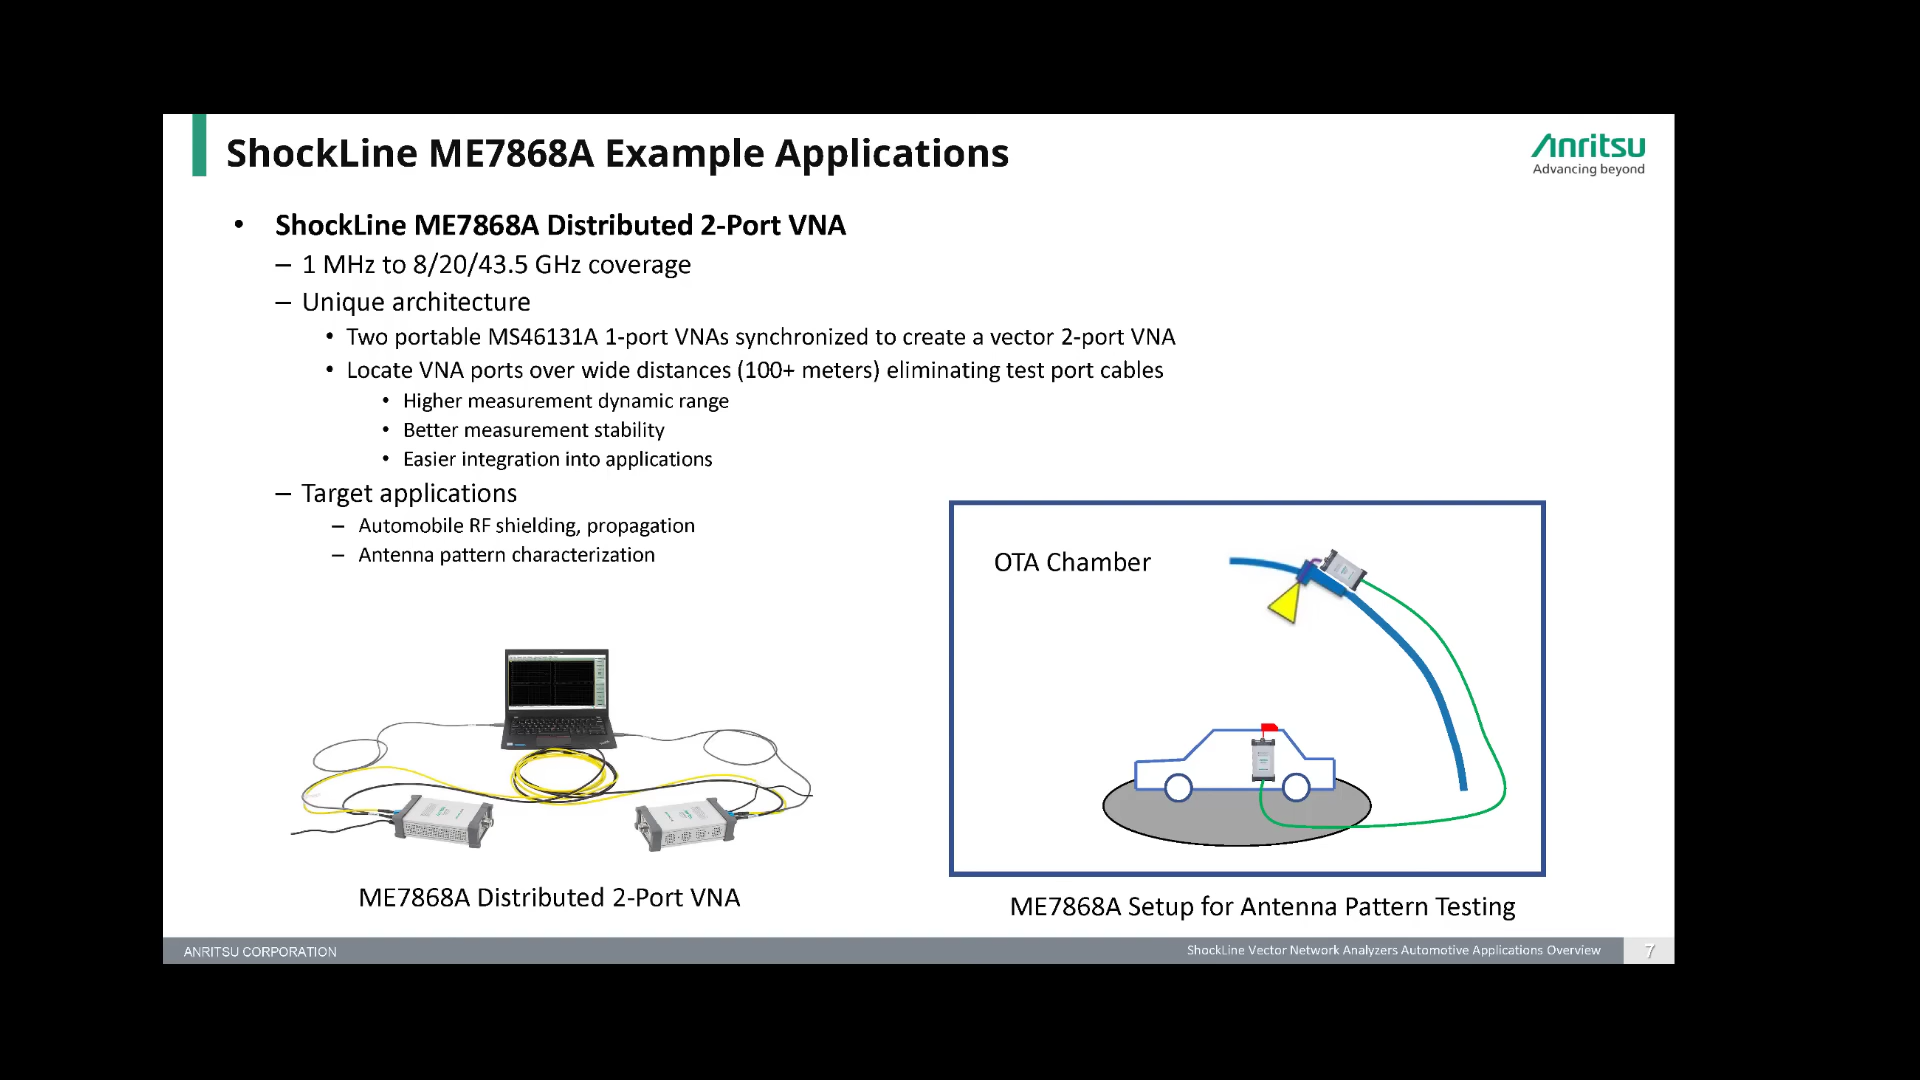 ShockLine ME7868A Example Applications
Anritsu
Advancing beyond
• ShockLine ME7868A Distributed 2-Port VNA
– 1 MHz to 8/20/43.5 GHz coverage
– Unique architecture
• Two portable MS46131A 1-port VNAs synchronized to create a vector 2-port VNA
• Locate VNA ports over wide distances (100+ meters) eliminating test port cables
• Higher measurement dynamic range
• Better measurement stability
• Easier integration into applications
– Target applications
– Automobile RF shielding, propagation
– Antenna pattern characterization
OTA Chamber
ME7868A Distributed 2-Port VNA
ME7868A Setup for Antenna Pattern Testing
ANRITSU CORPORATION
ShockLine Vector Network Analyzers Automotive Applications Overview
7